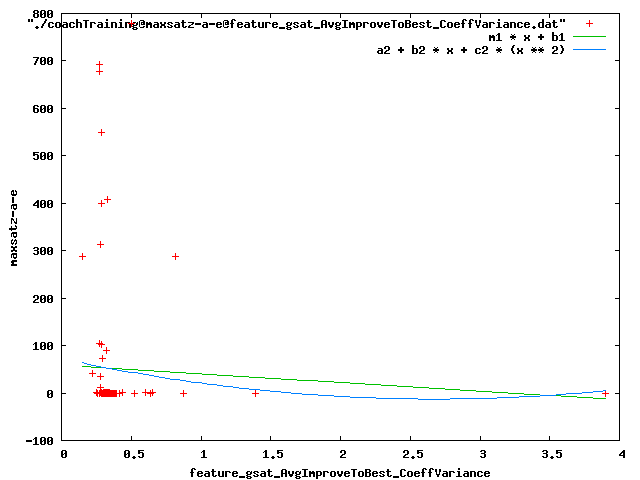 "./coachTraining@maxsatz-a-e@feature_gsat_AvgImproveToBest_CoeffVariance.dat"
m1 * x + b1
a2 + b2 * x + c2 * (x ** 2)
800
700
600
500
400
300
200
100
0
-100
maxsatz-a-e
0 0.5 1 1.5 2 2.5 3 3.5 4
feature_gsat_AvgImproveToBest_CoeffVariance